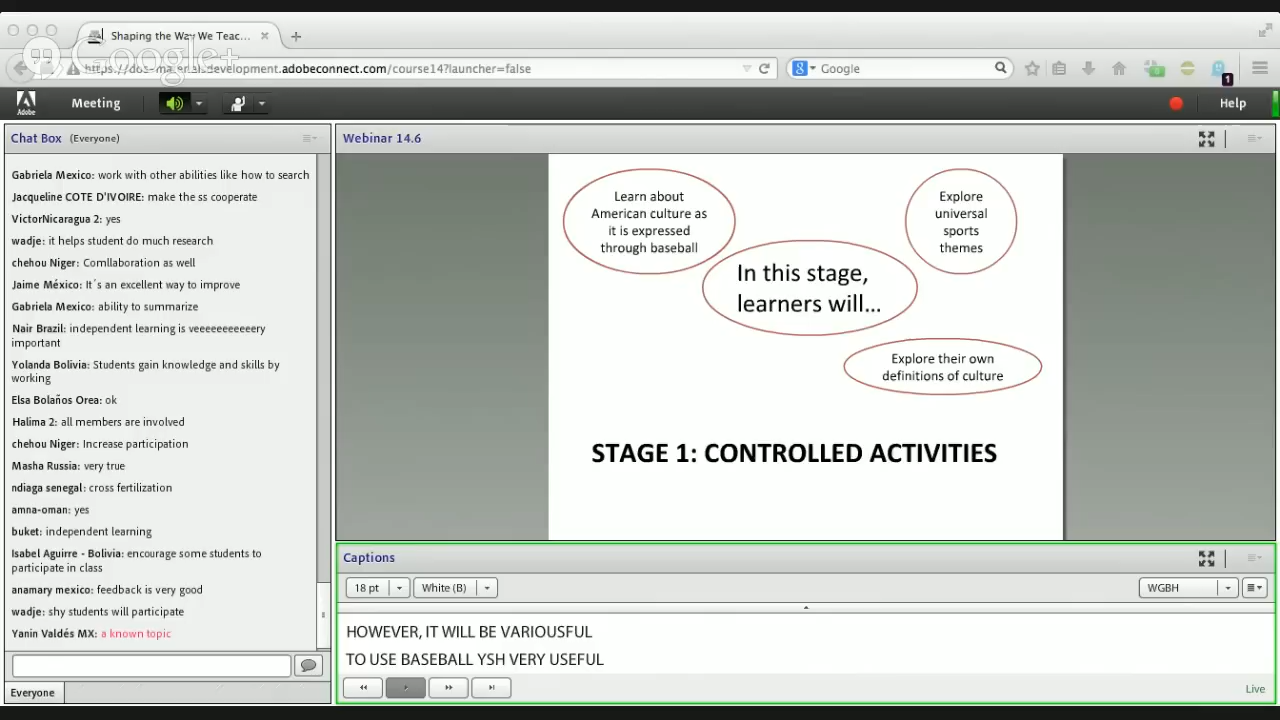 Shaping the Way We Teac...
Google+
adobeconnect.com/course14?launcher=false
Google
1
Adobe
Meeting
Help
Chat Box (Everyone)
Gabriela Mexico: work with other abilities like how to search
Jacqueline COTE D'IVOIRE: make the ss cooperate
VictorNicaragua 2: yes
wadje: it helps student do much research
chehou Niger: Comllaboration as well
Jaime México: It´s an excellent way to improve
Gabriela Mexico: ability to summarize
Nair Brazil: independent learning is veeeeeeeeeeery
important
Yolanda Bolivia: Students gain knowledge and skills by
working
Elsa Bolaños Orea: ok
Halima 2: all members are involved
chehou Niger: Increase participation
Masha Russia: very true
ndiaga senegal: cross fertilization
amna-oman: yes
buket: independent learning
Isabel Aguirre - Bolivia: encourage some students to
participate in class
anamary mexico: feedback is very good
wadje: shy students will participate
Yanin Valdés MX: a known topic
Everyone
Webinar 14.6
Learn about
American culture as
it is expressed
through baseball
Explore
universal
sports
themes
In this stage,
learners will...
Explore their own
definitions of culture
STAGE 1: CONTROLLED ACTIVITIES
Captions
18 pt
White (B)
WGBH
HOWEVER, IT WILL BE VARIOUSFUL
TO USE BASEBALL YSH VERY USEFUL
Live